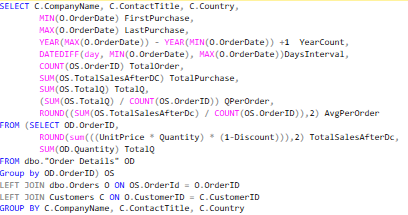 SELECT C.CompanyName, C.ContactTitle, C.Country,
MIN(O.OrderDate) FirstPurchase,
MAX(O.OrderDate) LastPurchase,
YEAR(MAX(O.OrderDate)) - YEAR(MIN(O.OrderDate)) +1 YearCount,
DATEDIFF(day, MIN(O.OrderDate), MAX(O.OrderDate))DaysInterval,
COUNT(OS.OrderID) TotalOrder,
SUM(OS.TotalSalesAfterDC) TotalPurchase,
SUM(OS.TotalQ) TotalQ,
(SUM(OS.TotalQ) / COUNT(OS.OrderID)) QPerOrder,
ROUND((SUM(OS.TotalSalesAfterDc) / COUNT(OS.OrderID)),2) AvgPerOrder
FROM (SELECT OD.OrderID,
ROUND(sum(((UnitPrice * Quantity) * (1-Discount))),2) TotalSalesAfterDc,
SUM(OD.Quantity) TotalQ
FROM dbo."Order Details" OD
Group by OD.OrderID) OS
LEFT JOIN dbo.Orders O ON OS.OrderId = O.OrderID
LEFT JOIN Customers C ON O.CustomerID = C.CustomerID
GROUP BY C.CompanyName, C.ContactTitle, C.Country